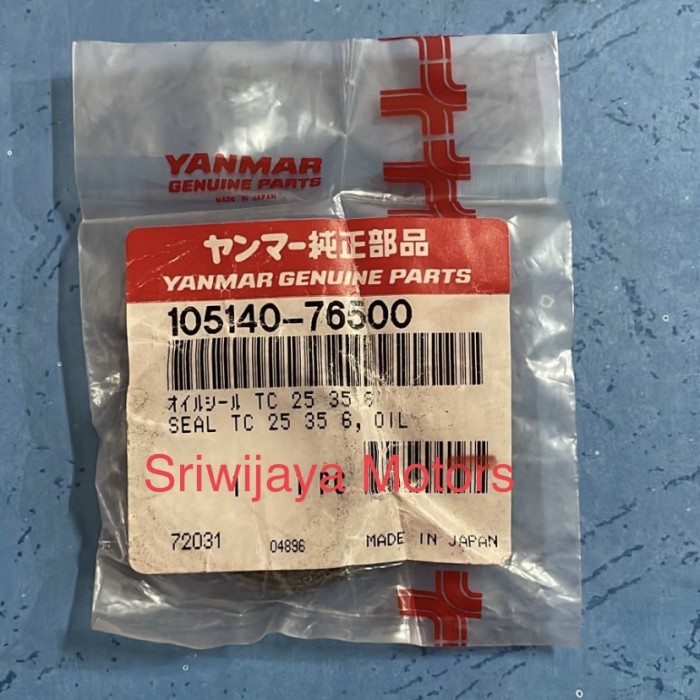 YANMAR
GENUINE PARTS
MADE IN JAPAN
ヤンマー純正部品
YANMAR GENUINE PARTS
105140-76500
オイルシール TC 25 35 6
SEAL TC 25 35 6, OIL
Sriwijaya Motors
72031 04896 MADE IN JAPAN